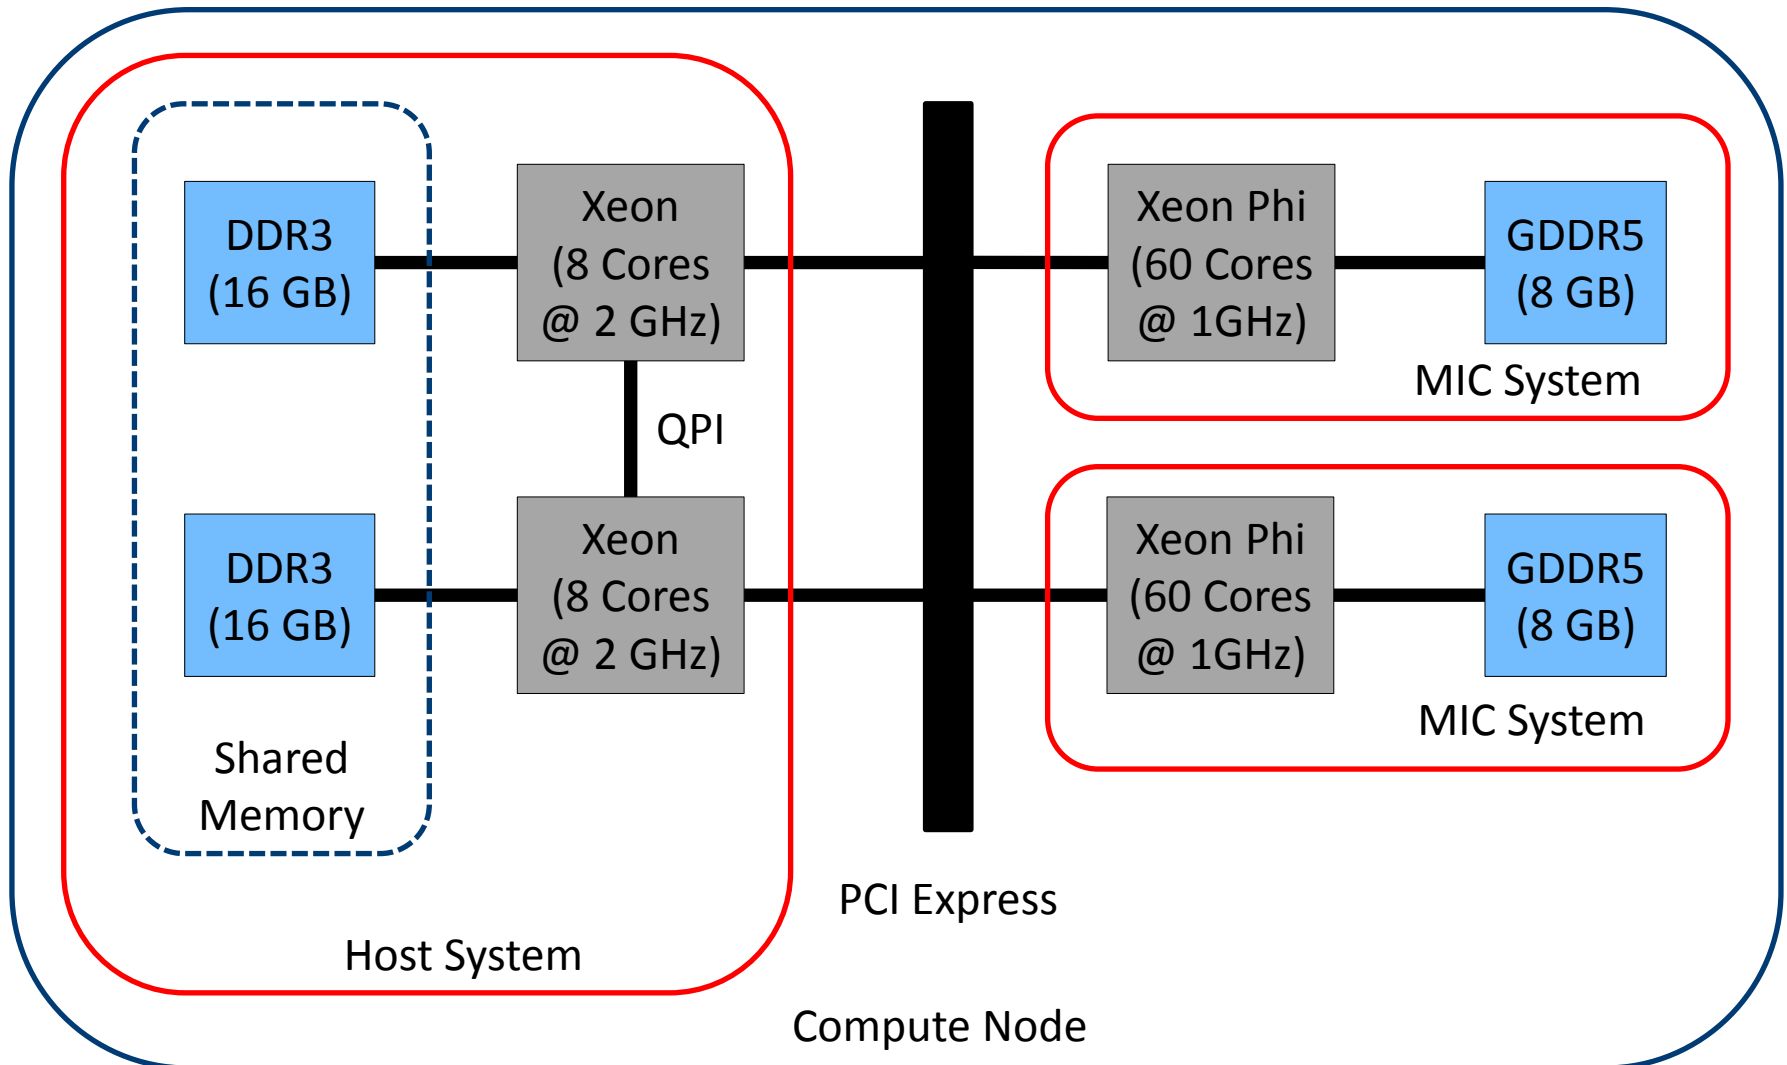 DDR3
(16 GB)
Xeon
(8 Cores
@ 2 GHz)
Xeon Phi
(60 Cores
@ 1GHz)
GDDR5
(8 GB)
MIC System
QPI
DDR3
(16 GB)
Xeon
(8 Cores
@ 2 GHz)
Xeon Phi
(60 Cores
@ 1GHz)
GDDR5
(8 GB)
MIC System
Shared
Memory
PCI Express
Host System
Compute Node